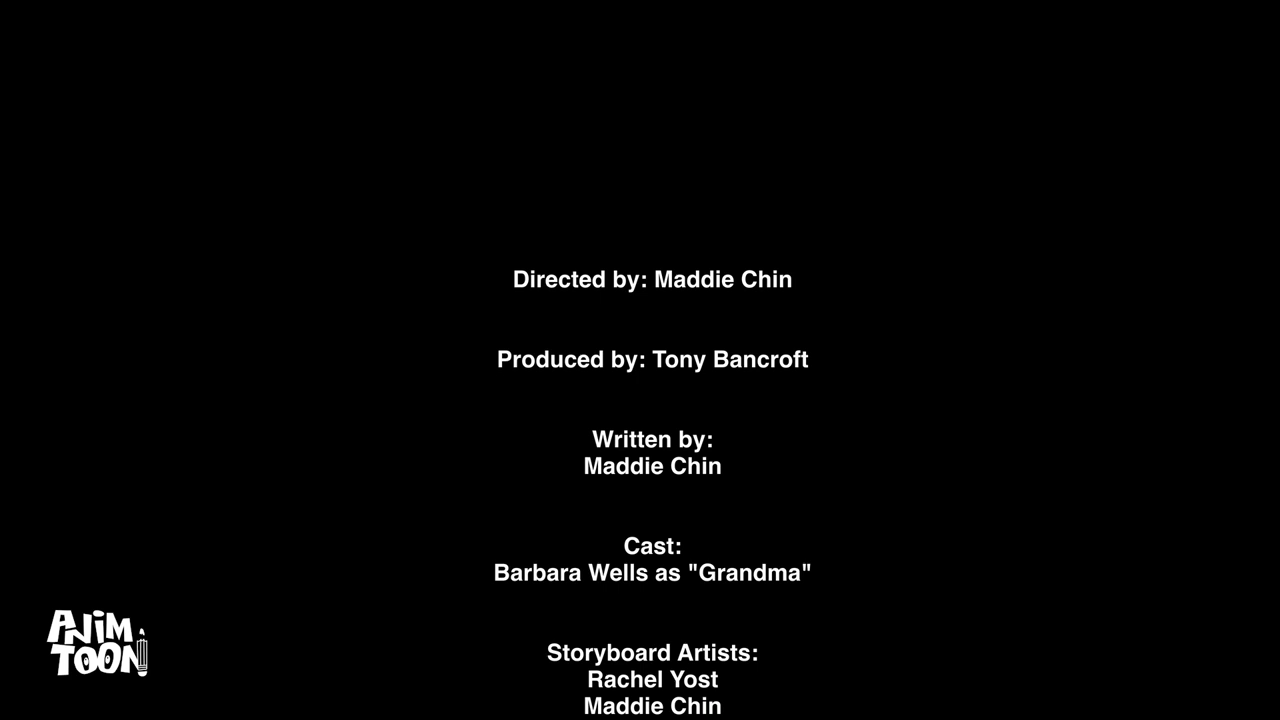 Directed by: Maddie Chin
Produced by: Tony Bancroft
Written by:
Maddie Chin
Cast:
Barbara Wells as "Grandma"
Storyboard Artists:
Rachel Yost
Maddie Chin
ANiM
TOON